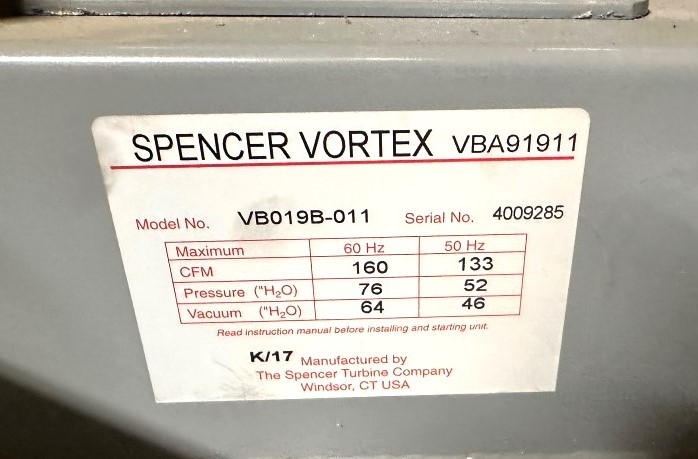 SPENCER VORTEX VBA91911
Model No. VB019B-011 Serial No. 4009285
Maximum 60 Hz 50 Hz
CFM 160 133
Pressure ("H₂O) 76 52
Vacuum ("H₂O) 64 46
Read instruction manual before installing and starting unit.
K/17 Manufactured by
The Spencer Turbine Company
Windsor, CT USA